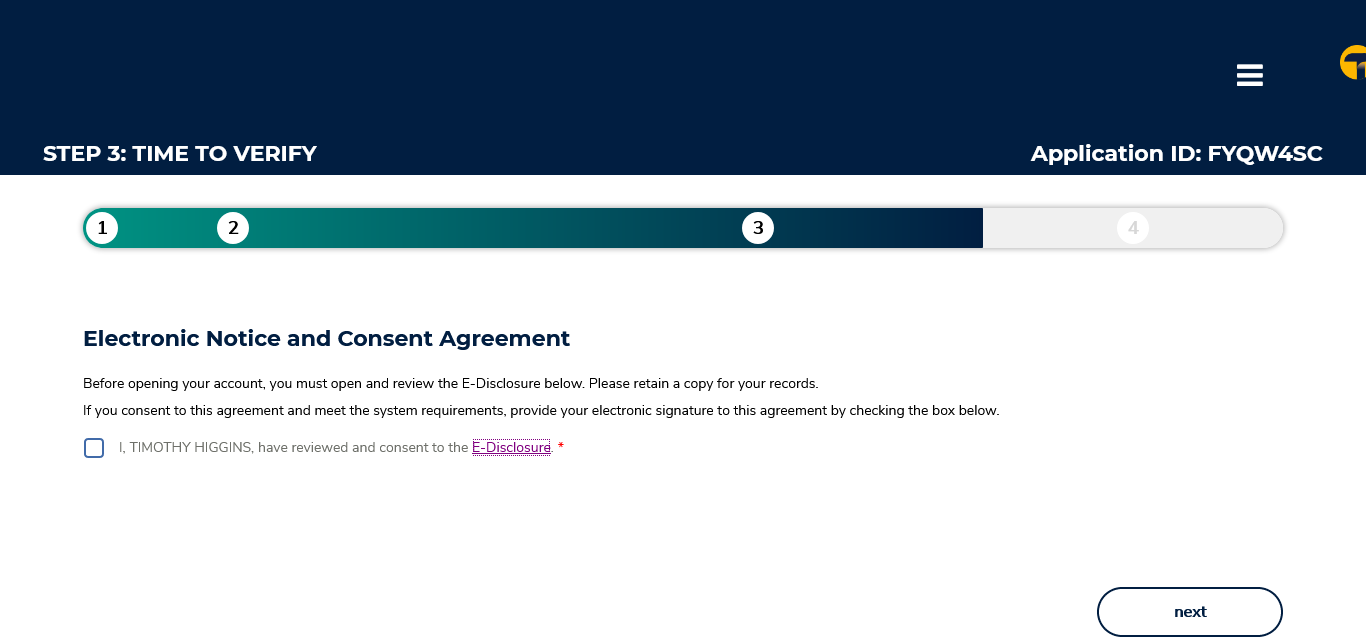 STEP 3: TIME TO VERIFY
Application ID: FYQW4SC
1 2 3 4
Electronic Notice and Consent Agreement
Before opening your account, you must open and review the E-Disclosure below. Please retain a copy for your records.
If you consent to this agreement and meet the system requirements, provide your electronic signature to this agreement by checking the box below.
I, TIMOTHY HIGGINS, have reviewed and consent to the E-Disclosure. *
next